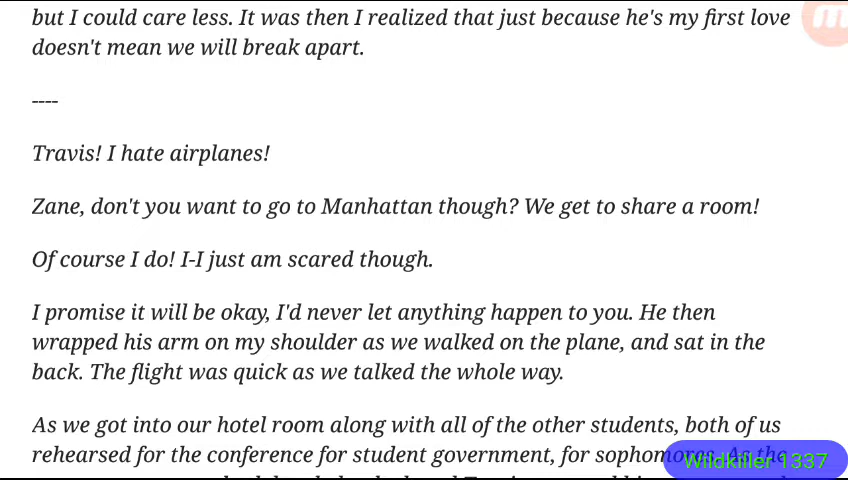 but I could care less. It was then I realized that just because he's my first love
doesn't mean we will break apart.
----
Travis! I hate airplanes!
Zane, don't you want to go to Manhattan though? We get to share a room!
Of course I do! I-I just am scared though.
I promise it will be okay, I'd never let anything happen to you. He then
wrapped his arm on my shoulder as we walked on the plane, and sat in the
back. The flight was quick as we talked the whole way.
As we got into our hotel room along with all of the other students, both of us
rehearsed for the conference for student government, for sophomores. As the
Wildkiller 1337